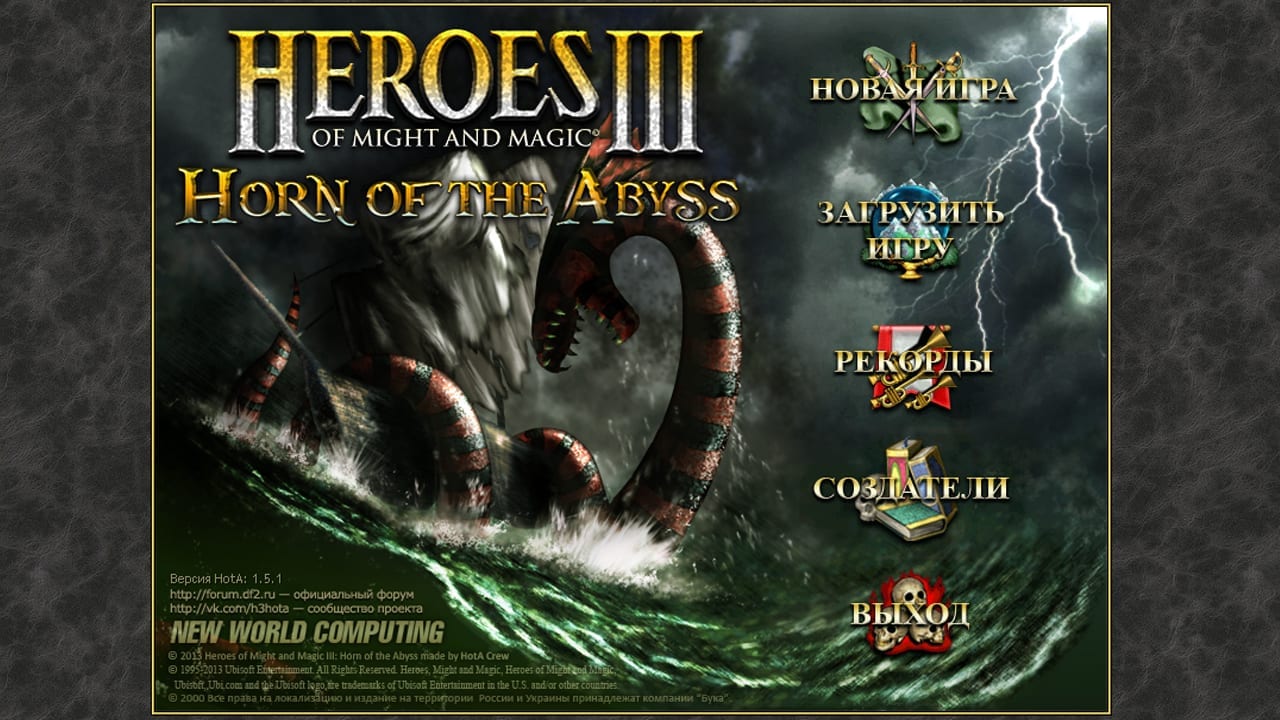 HEROES III
OF MIGHT AND MAGIC®
HORN OF THE ABYSS
НОВАЯ ИГРА
ЗАГРУЗИТЬ
ИГРУ
РЕКОРДЫ
СОЗДАТЕЛИ
ВЫХОД
Версия HotA: 1.5.1
http://forum.df2.ru — официальный форум
http://vk.com/h3hota — сообщество проекта
NEW WORLD COMPUTING
© 2013 Heroes of Might and Magic III: Horn of the Abyss made by HotA Crew
© 1995-2013 Ubisoft Entertainment. All Rights Reserved. Heroes, Might and Magic, Heroes of Might and Magic,
Ubisoft, Ubi.com and the Ubisoft logo are trademarks of Ubisoft Entertainment in the U.S. and/or other countries.
© 2000 Все права на локализацию и издание на территории России и Украины принадлежат компании "Бука".